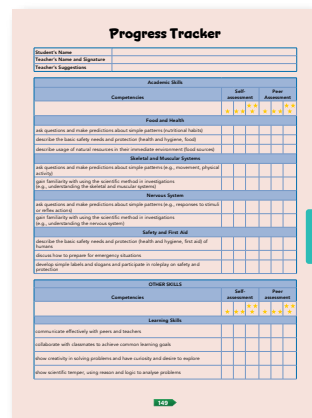 Progress Tracker
Student's Name
Teacher's Name and Signature
Teacher's Suggestions
Academic Skills
Competencies
Self-
assessment
Peer
Assessment
Food and Health
ask questions and make predictions about simple patterns (nutritional habits)
describe the basic safety needs and protection (health and hygiene, food)
describe usage of natural resources in their immediate environment (food sources)
Skeletal and Muscular Systems
ask questions and make predictions about simple patterns (e.g., movement, physical
activity)
gain familiarity with using the scientific method in investigations
(e.g., understanding the skeletal and muscular systems)
Nervous System
ask questions and make predictions about simple patterns (e.g., responses to stimuli
or reflex actions)
gain familiarity with using the scientific method in investigations
(e.g., understanding the nervous system)
Safety and First Aid
describe the basic safety needs and protection (health and hygiene, first aid) of
humans
discuss how to prepare for emergency situations
develop simple labels and slogans and participate in roleplay on safety and
protection
OTHER SKILLS
Competencies
Self-
assessment
Peer
Assessment
Learning Skills
communicate effectively with peers and teachers
collaborate with classmates to achieve common learning goals
show creativity in solving problems and have curiosity and desire to explore
show scientific temper, using reason and logic to analyse problems
149